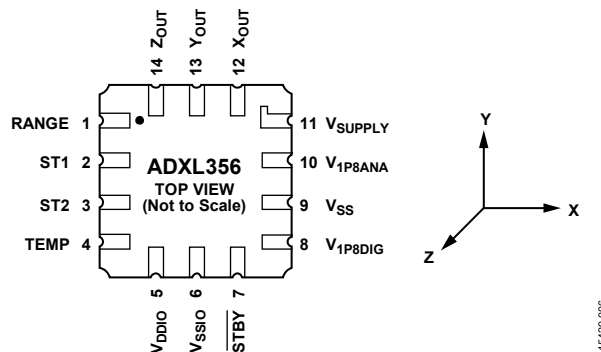 14 ZOUT
13 YOUT
12 XOUT
RANGE 1
ST1 2
ST2 3
TEMP 4
ADXL356
TOP VIEW
(Not to Scale)
11 VSUPPLY
10 V1P8ANA
9 VSS
8 V1P8DIG
VDDIO 5
VSSIO 6
STBY 7
Y
X
Z